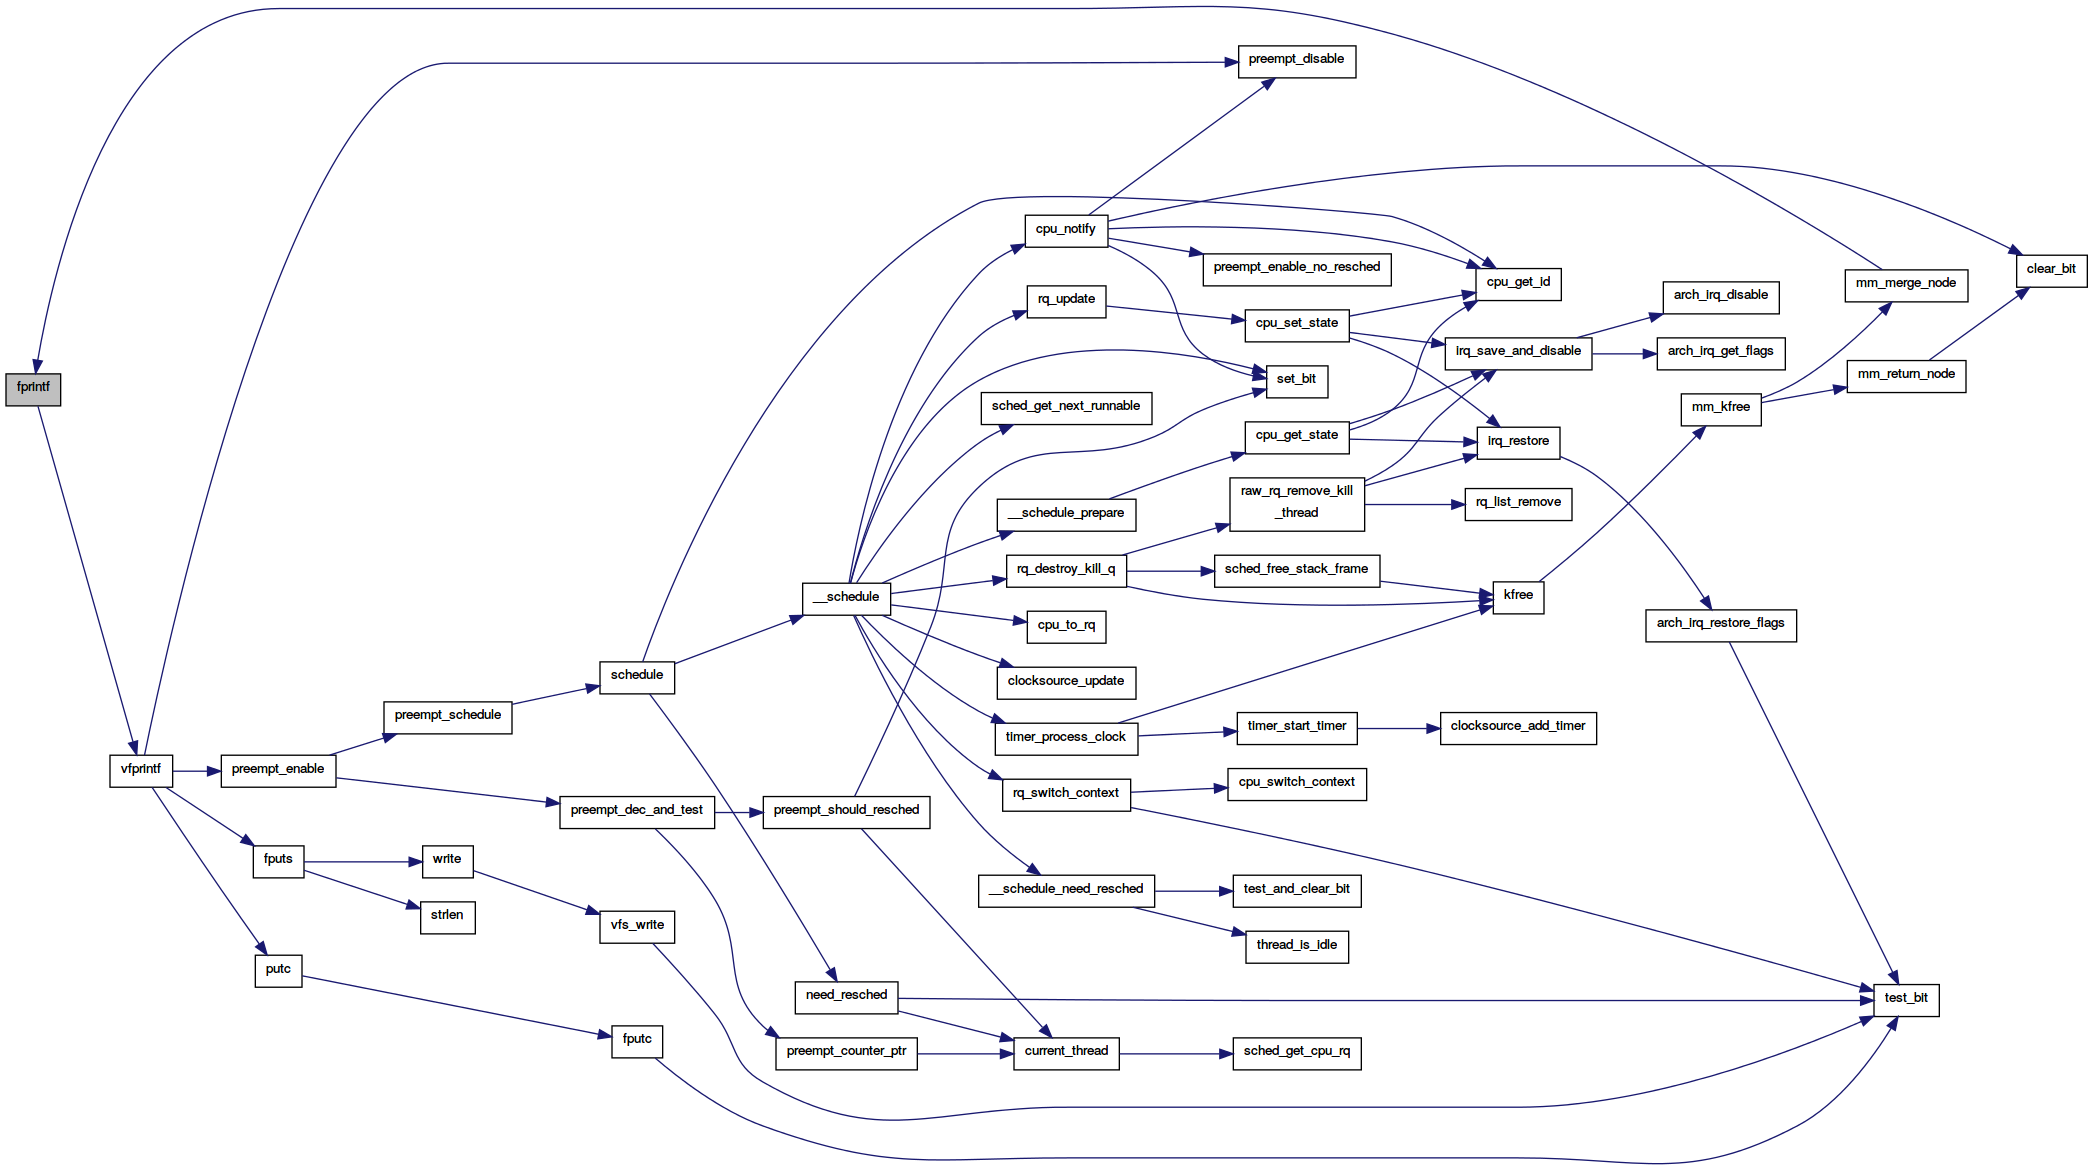 preempt_disable
cpu_notify
preempt_enable_no_resched
clear_bit
cpu_get_id
mm_merge_node
arch_irq_disable
rq_update
cpu_set_state
irq_save_and_disable
arch_irq_get_flags
mm_return_node
fprintf
set_bit
sched_get_next_runnable
mm_kfree
cpu_get_state
irq_restore
raw_rq_remove_kill
_thread
rq_list_remove
__schedule_prepare
rq_destroy_kill_q
sched_free_stack_frame
__schedule
kfree
cpu_to_rq
arch_irq_restore_flags
schedule
clocksource_update
preempt_schedule
timer_process_clock
timer_start_timer
clocksource_add_timer
vfprintf
preempt_enable
rq_switch_context
cpu_switch_context
preempt_dec_and_test
preempt_should_resched
fputs
write
__schedule_need_resched
test_and_clear_bit
strlen
vfs_write
thread_is_idle
putc
need_resched
test_bit
fputc
preempt_counter_ptr
current_thread
sched_get_cpu_rq